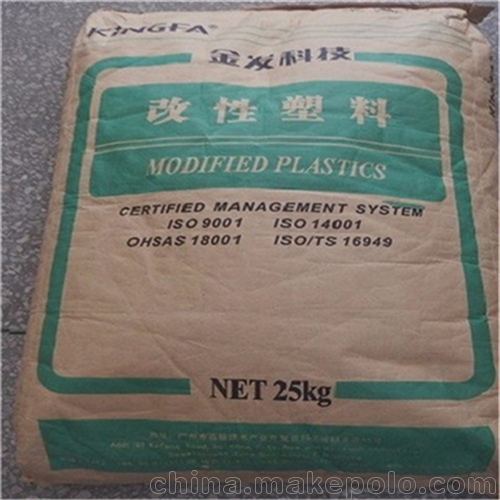 KINGFA®
金发科技
改性塑料
MODIFIED PLASTICS
CERTIFIED MANAGEMENT SYSTEM
ISO 9001 ISO 14001
OHSAS 18001 ISO/TS 16949
NET 25kg
china.makepolo.com